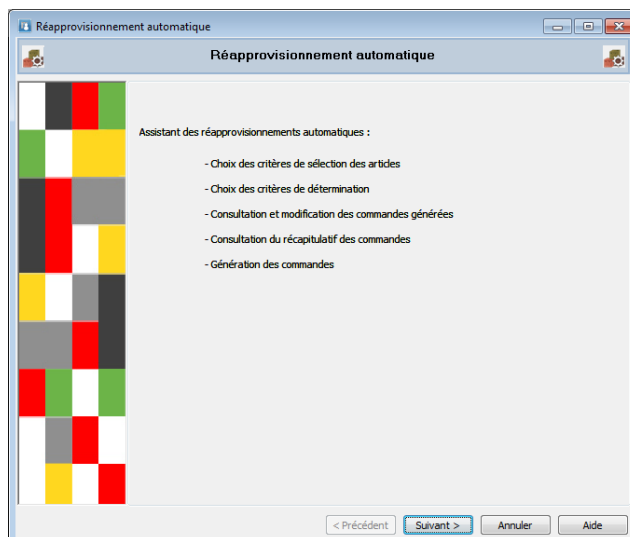 Réapprovisionnement automatique
Réapprovisionnement automatique
Assistant des réapprovisionnements automatiques :
- Choix des critères de sélection des articles
- Choix des critères de détermination
- Consultation et modification des commandes générées
- Consultation du récapitulatif des commandes
- Génération des commandes
< Précédent Suivant > Annuler Aide